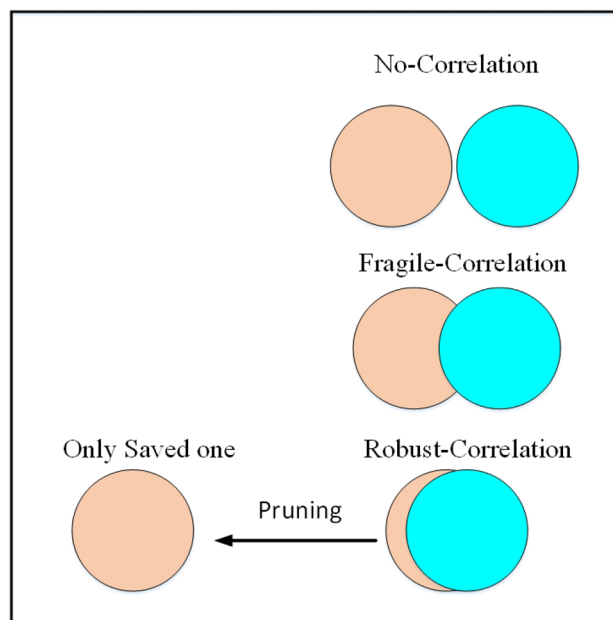 No-Correlation
Fragile-Correlation
Only Saved one
Robust-Correlation
Pruning